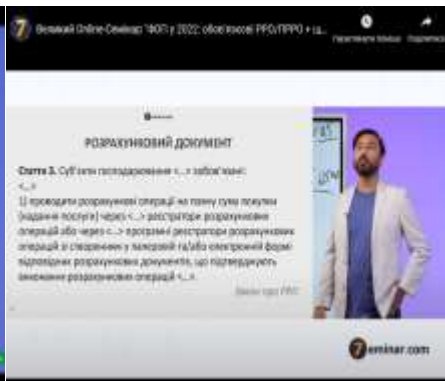 Великий Online-Семінар "ФОП у 2022: обов'язкові РРО/ПРРО + ...
РОЗРАХУНКОВИЙ ДОКУМЕНТ
Стаття 3. Суб'єкти господарювання <...> зобов'язані:
<...>
1) проводити розрахункові операції на повну суму покупки
(надання послуги) через <...> реєстратори розрахункових
операцій або через <...> програмні реєстратори розрахункових
операцій зі створенням у паперовій та/або електронній формі
відповідних розрахункових документів, що підтверджують
виконання розрахункових операцій <...>
Закон про РРО
7eminar.com